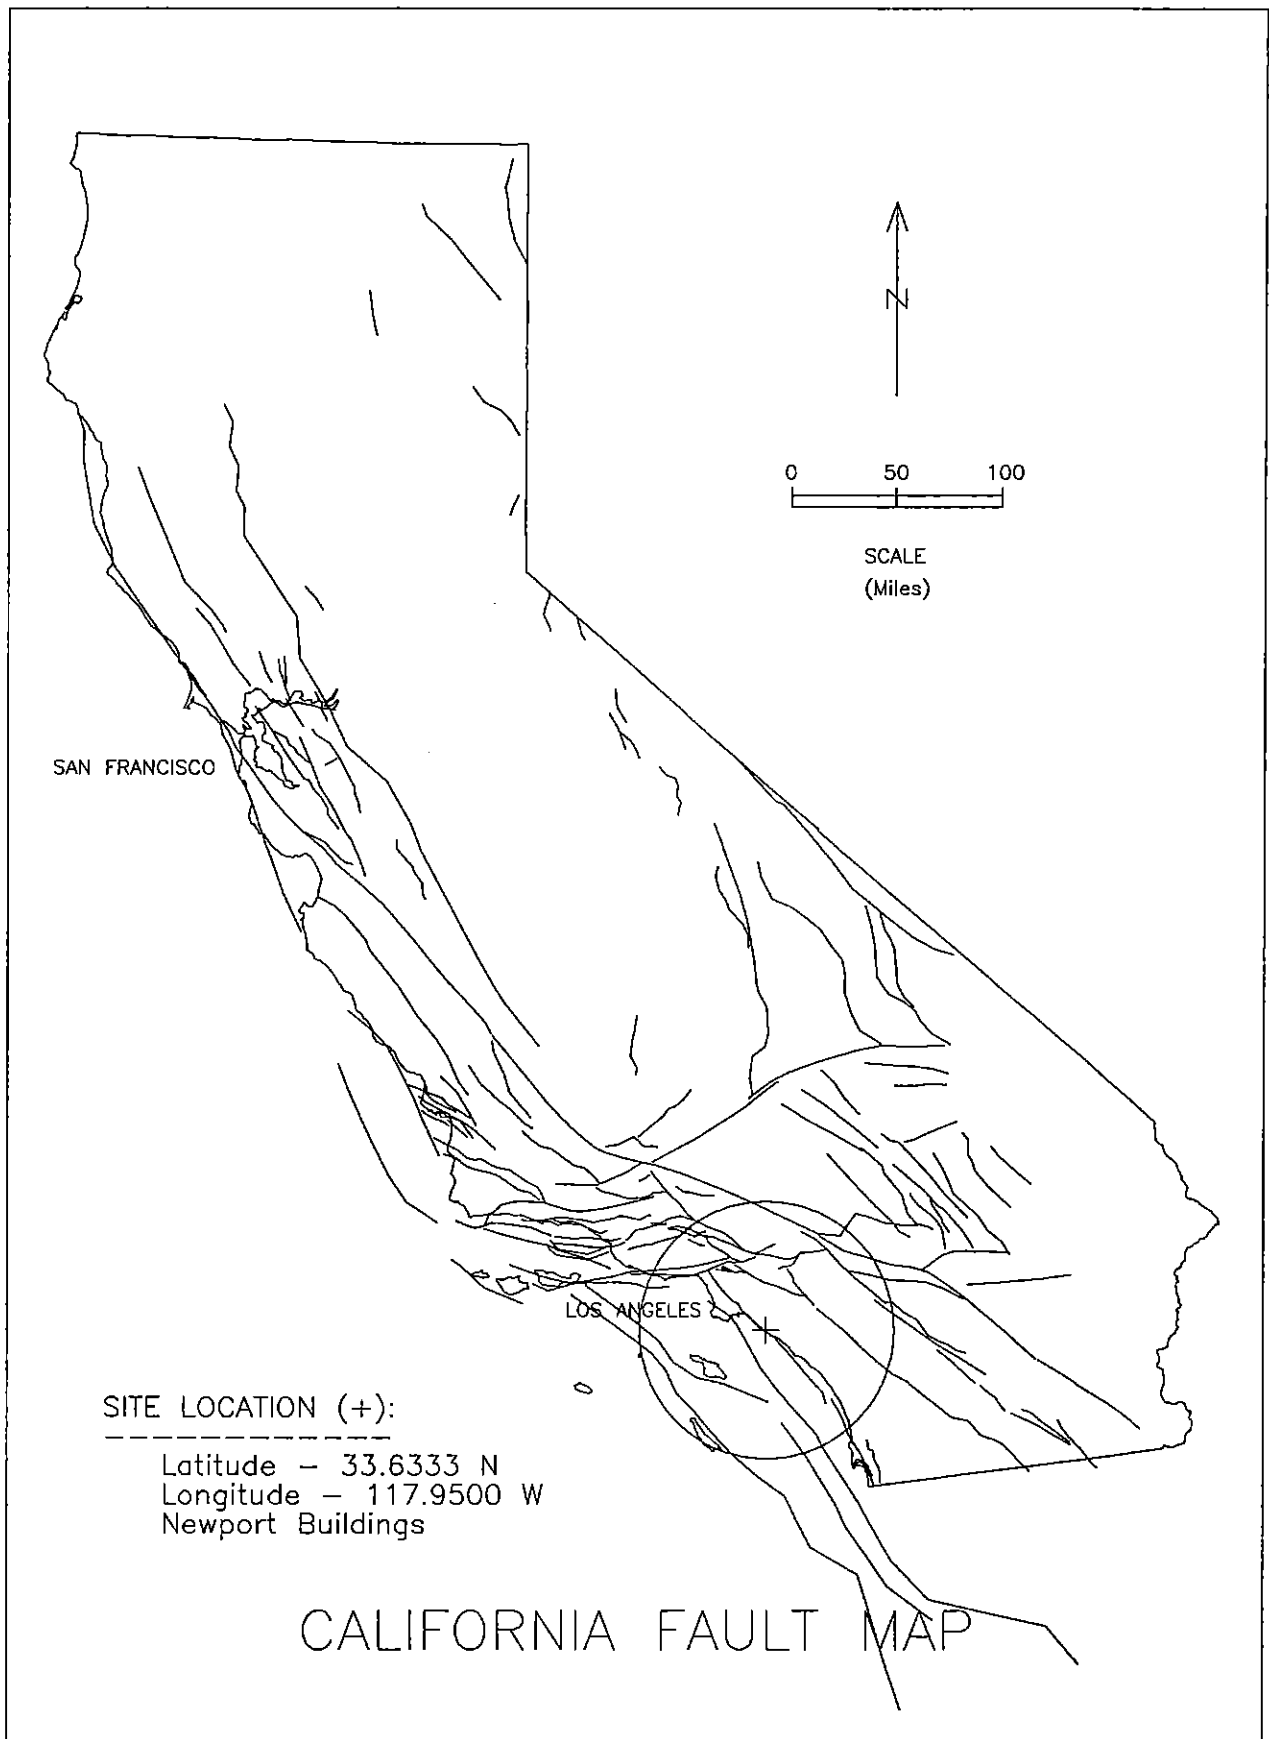 N
0 50 100
SCALE
(Miles)
SAN FRANCISCO
LOS ANGELES
SITE LOCATION (+):
-------------
Latitude - 33.6333 N
Longitude - 117.9500 W
Newport Buildings
CALIFORNIA FAULT MAP